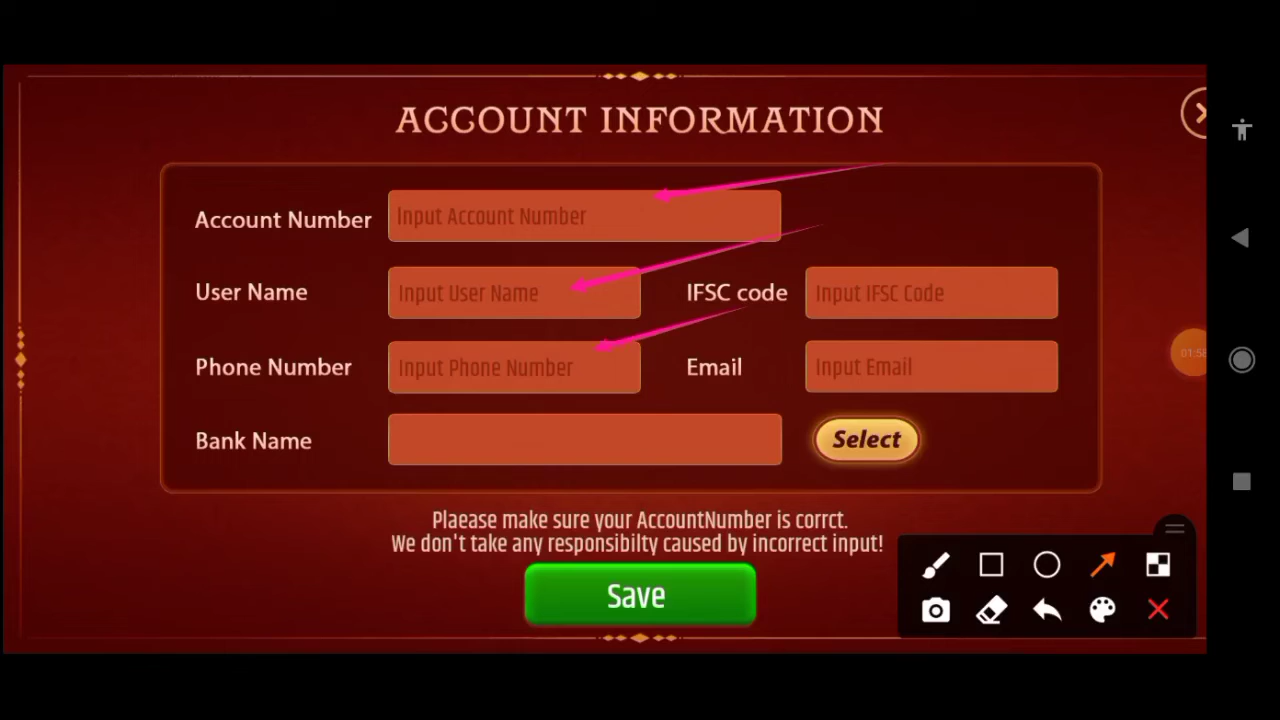 ACCOUNT INFORMATION
Account Number Input Account Number
User Name Input User Name IFSC code Input IFSC Code
Phone Number Input Phone Number Email Input Email
Bank Name Select
Plaease make sure your AccountNumber is corrct.
We don't take any responsibilty caused by incorrect input!
Save
01:58